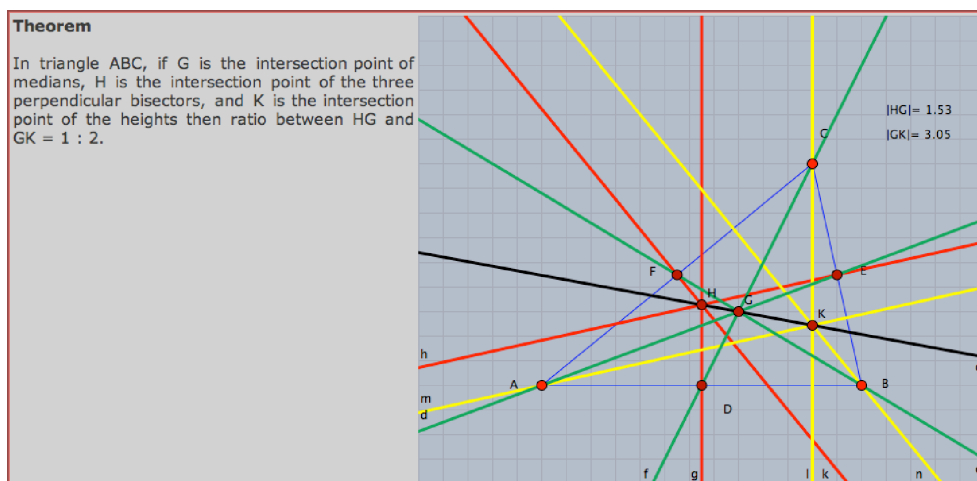 Theorem
In triangle ABC, if G is the intersection point of
medians, H is the intersection point of the three
perpendicular bisectors, and K is the intersection
point of the heights then ratio between HG and
GK = 1 : 2.
|HG|= 1.53
|GK|= 3.05
C
F
E
H
G
K
h
A
B
m
d
D
f
g
l
k
n